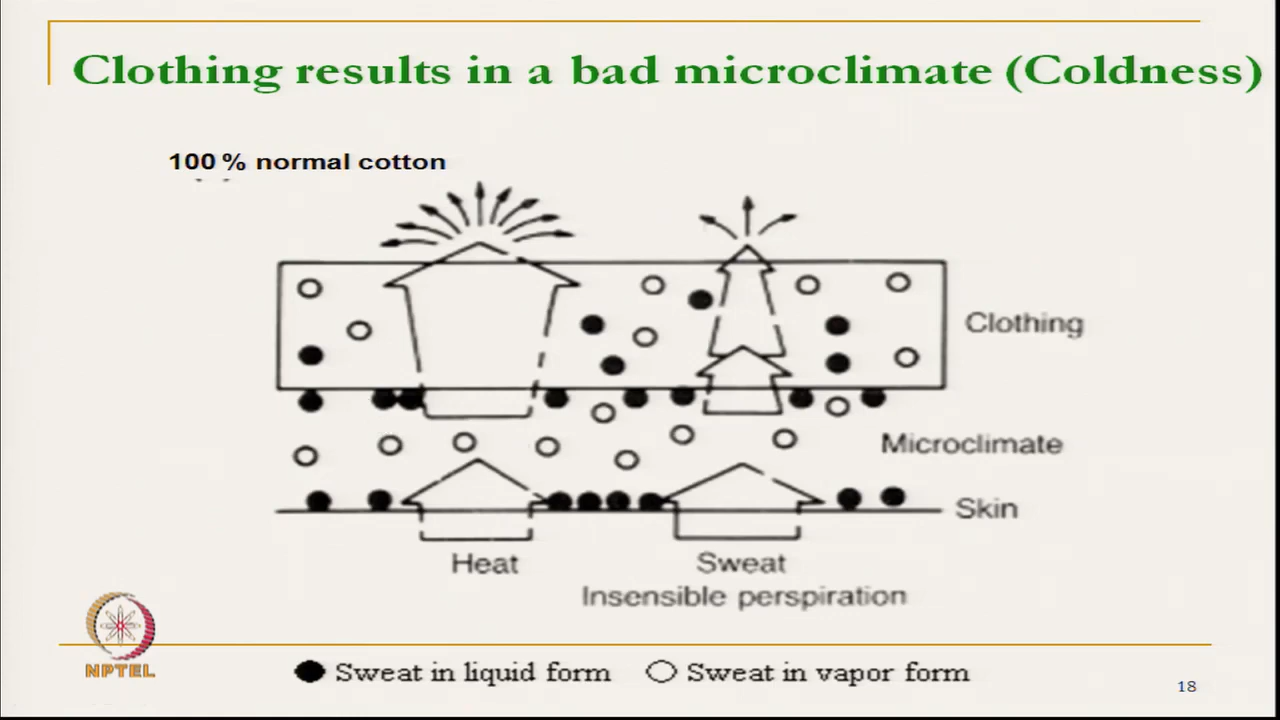 Clothing results in a bad microclimate (Coldness)
100 % normal cotton
Clothing
Microclimate
Skin
Heat
Sweat
Insensible perspiration
NPTEL
Sweat in liquid form
Sweat in vapor form
18